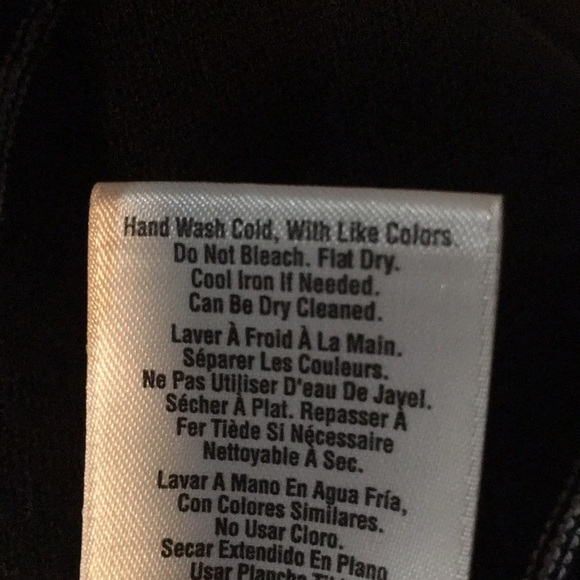 Hand Wash Cold, With Like Colors.
Do Not Bleach. Flat Dry.
Cool Iron If Needed.
Can Be Dry Cleaned.
Laver À Froid À La Main.
Séparer Les Couleurs.
Ne Pas Utiliser D'eau De Javel.
Sécher À Plat. Repasser À
Fer Tiède Si Nécessaire
Nettoyable À Sec.
Lavar A Mano En Agua Fría,
Con Colores Similares.
No Usar Cloro.
Secar Extendido En Plano
Usar Plancha